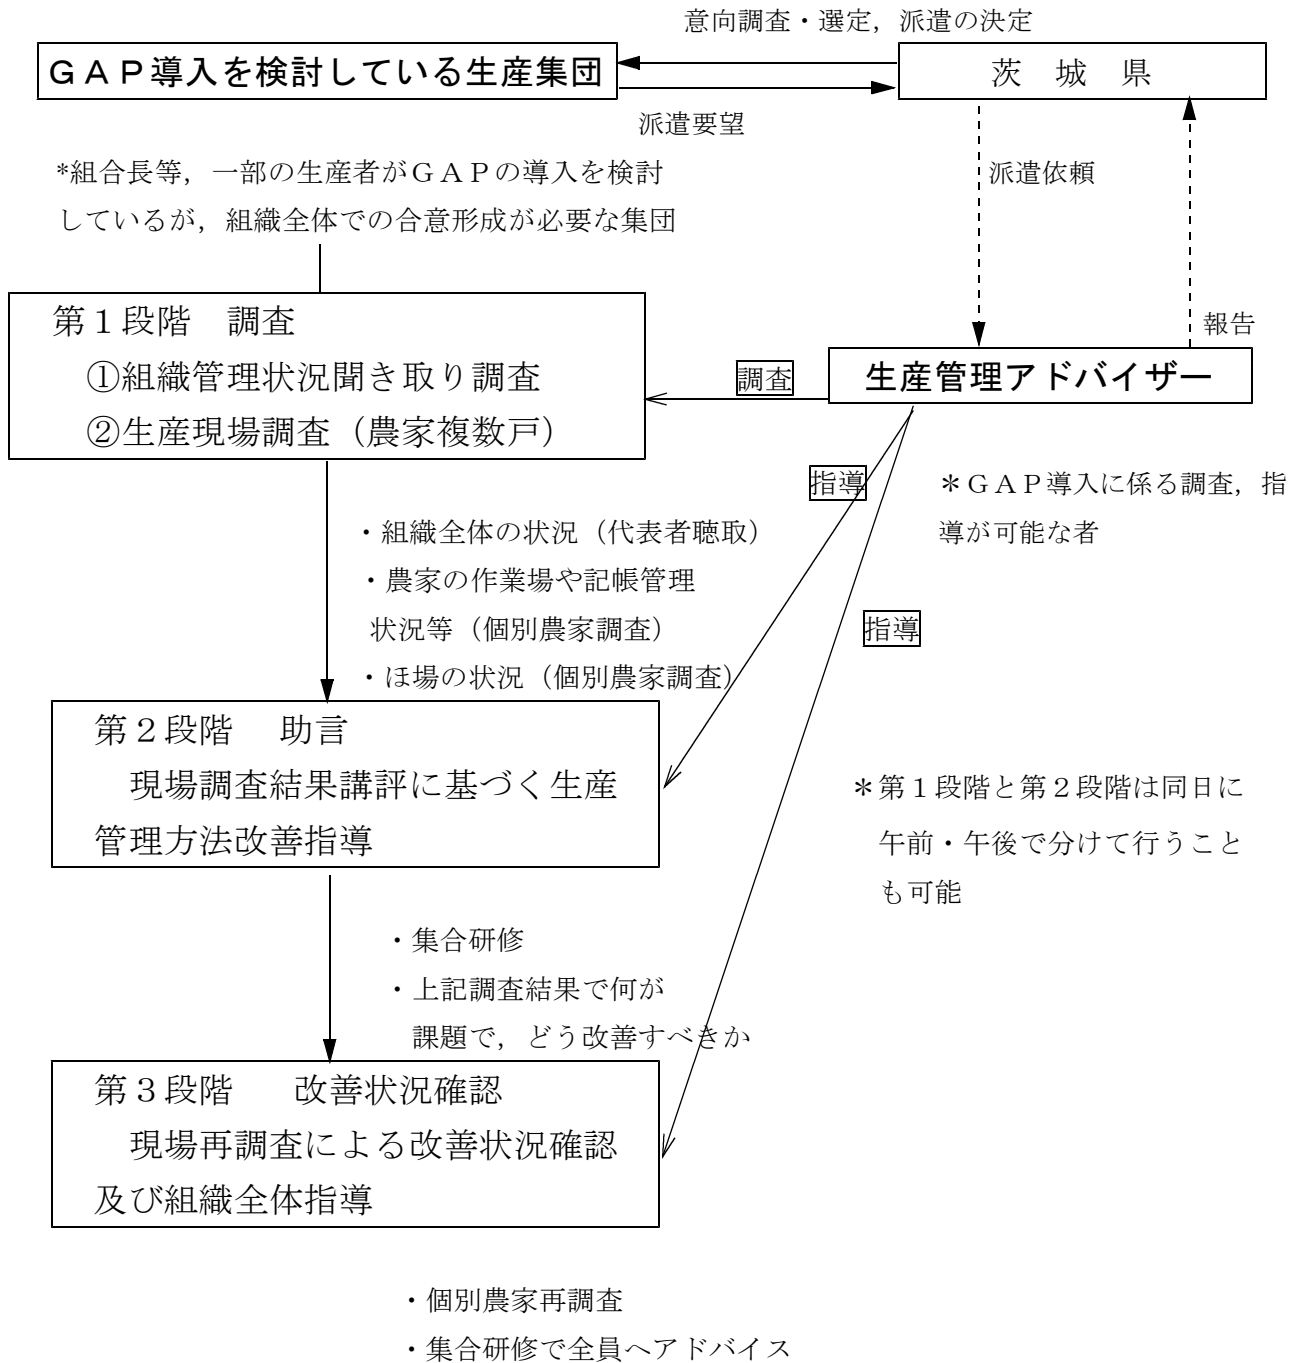 意向調査・選定，派遣の決定
ＧＡＰ導入を検討している生産集団
茨　城　県
派遣要望
*組合長等，一部の生産者がＧＡＰの導入を検討
しているが，組織全体での合意形成が必要な集団
派遣依頼
報告
第１段階　調査
①組織管理状況聞き取り調査
②生産現場調査（農家複数戸）
調査
生産管理アドバイザー
指導
＊ＧＡＰ導入に係る調査，指
導が可能な者
・組織全体の状況（代表者聴取）
・農家の作業場や記帳管理
状況等（個別農家調査）
・ほ場の状況（個別農家調査）
指導
第２段階　助言
現場調査結果講評に基づく生産
管理方法改善指導
＊第１段階と第２段階は同日に
午前・午後で分けて行うこと
も可能
・集合研修
・上記調査結果で何が
課題で，どう改善すべきか
第３段階　改善状況確認
現場再調査による改善状況確認
及び組織全体指導
・個別農家再調査
・集合研修で全員へアドバイス